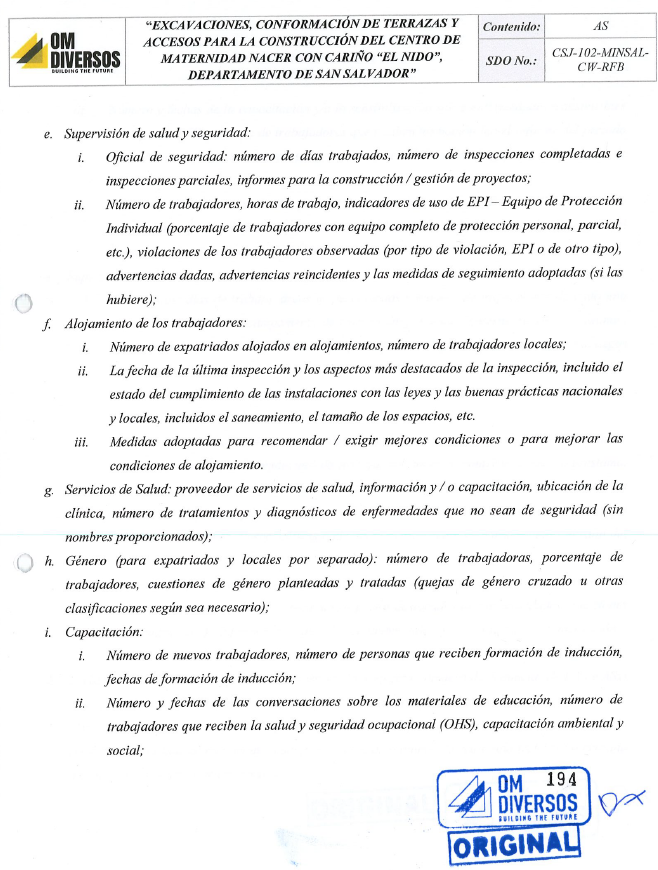 OM
DIVERSOS
BUILDING THE FUTURE
“EXCAVACIONES, CONFORMACIÓN DE TERRAZAS Y
ACCESOS PARA LA CONSTRUCCIÓN DEL CENTRO DE
MATERNIDAD NACER CON CARIÑO “EL NIDO”,
DEPARTAMENTO DE SAN SALVADOR”
Contenido: AS
SDO No.: CSJ-102-MINSAL-
CW-RFB
e. Supervisión de salud y seguridad:
i. Oficial de seguridad: número de días trabajados, número de inspecciones completadas e
inspecciones parciales, informes para la construcción / gestión de proyectos;
ii. Número de trabajadores, horas de trabajo, indicadores de uso de EPI – Equipo de Protección
Individual (porcentaje de trabajadores con equipo completo de protección personal, parcial,
etc.), violaciones de los trabajadores observadas (por tipo de violación, EPI o de otro tipo),
advertencias dadas, advertencias reincidentes y las medidas de seguimiento adoptadas (si las
hubiere);
f. Alojamiento de los trabajadores:
i. Número de expatriados alojados en alojamientos, número de trabajadores locales;
ii. La fecha de la última inspección y los aspectos más destacados de la inspección, incluido el
estado del cumplimiento de las instalaciones con las leyes y las buenas prácticas nacionales
y locales, incluidos el saneamiento, el tamaño de los espacios, etc.
iii. Medidas adoptadas para recomendar / exigir mejores condiciones o para mejorar las
condiciones de alojamiento.
g. Servicios de Salud: proveedor de servicios de salud, información y / o capacitación, ubicación de la
clínica, número de tratamientos y diagnósticos de enfermedades que no sean de seguridad (sin
nombres proporcionados);
h. Género (para expatriados y locales por separado): número de trabajadoras, porcentaje de
trabajadores, cuestiones de género planteadas y tratadas (quejas de género cruzado u otras
clasificaciones según sea necesario);
i. Capacitación:
i. Número de nuevos trabajadores, número de personas que reciben formación de inducción,
fechas de formación de inducción;
ii. Número y fechas de las conversaciones sobre los materiales de educación, número de
trabajadores que reciben la salud y seguridad ocupacional (OHS), capacitación ambiental y
social;
194
OM
DIVERSOS
BUILDING THE FUTURE
ORIGINAL